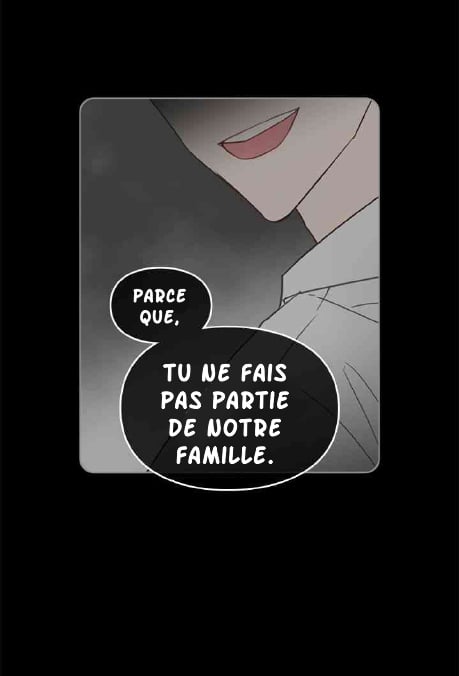 PARCE
QUE,
TU NE FAIS
PAS PARTIE
DE NOTRE
FAMILLE.